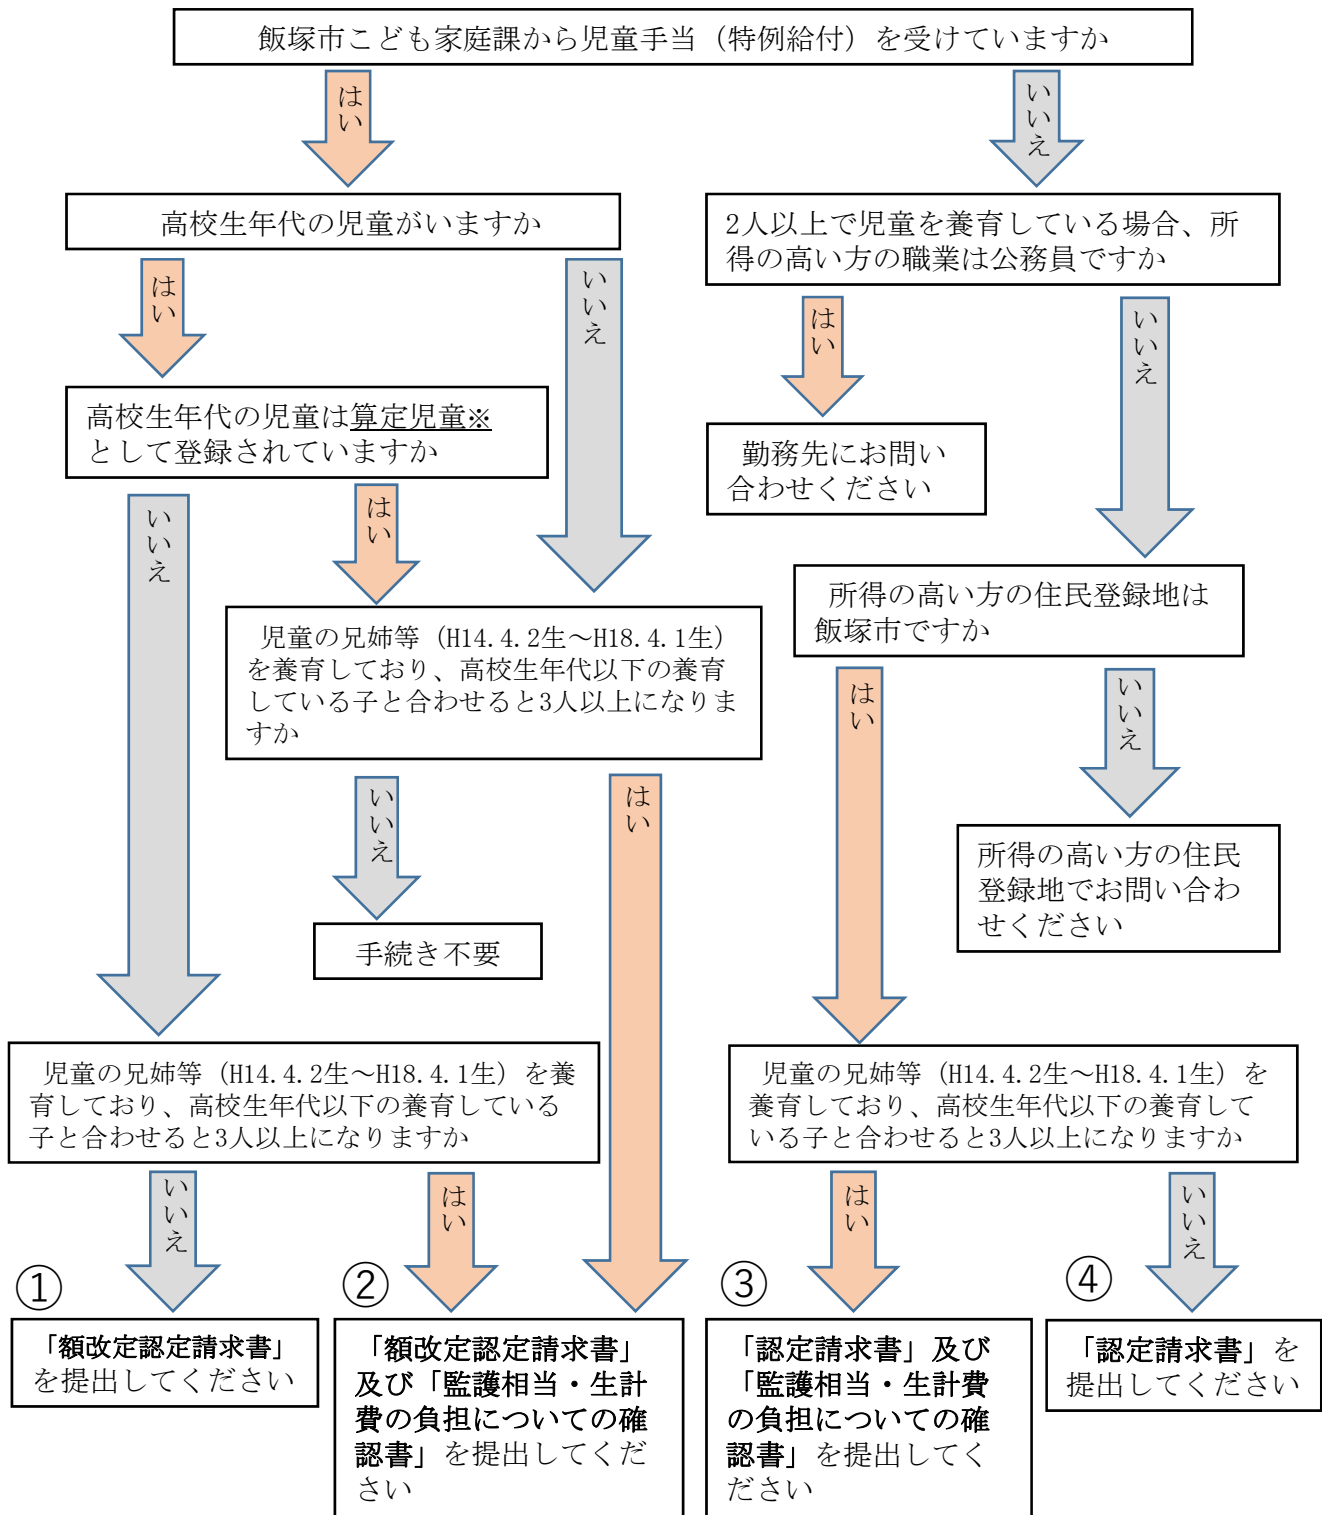 飯塚市こども家庭課から児童手当（特例給付）を受けていますか
はい
いいえ
高校生年代の児童がいますか
2人以上で児童を養育している場合、所
得の高い方の職業は公務員ですか
はい
いいえ
はい
いいえ
高校生年代の児童は算定児童※
として登録されていますか
勤務先にお問い
合わせください
いいえ
はい
所得の高い方の住民登録地は
飯塚市ですか
児童の兄姉等（H14.4.2生～H18.4.1生）
を養育しており、高校生年代以下の養育
している子と合わせると3人以上になりま
すか
はい
いいえ
いいえ
はい
所得の高い方の住民
登録地でお問い合わ
せください
手続き不要
児童の兄姉等（H14.4.2生～H18.4.1生）を養
育しており、高校生年代以下の養育している
子と合わせると3人以上になりますか
児童の兄姉等（H14.4.2生～H18.4.1生）を
養育しており、高校生年代以下の養育して
いる子と合わせると3人以上になりますか
いいえ
はい
はい
いいえ
①
「額改定認定請求書」
を提出してください
②
「額改定認定請求書」
及び「監護相当・生計
費の負担についての確
認書」を提出してくだ
さい
③
「認定請求書」及び
「監護相当・生計費
の負担についての確
認書」を提出してく
ださい
④
「認定請求書」を
提出してください